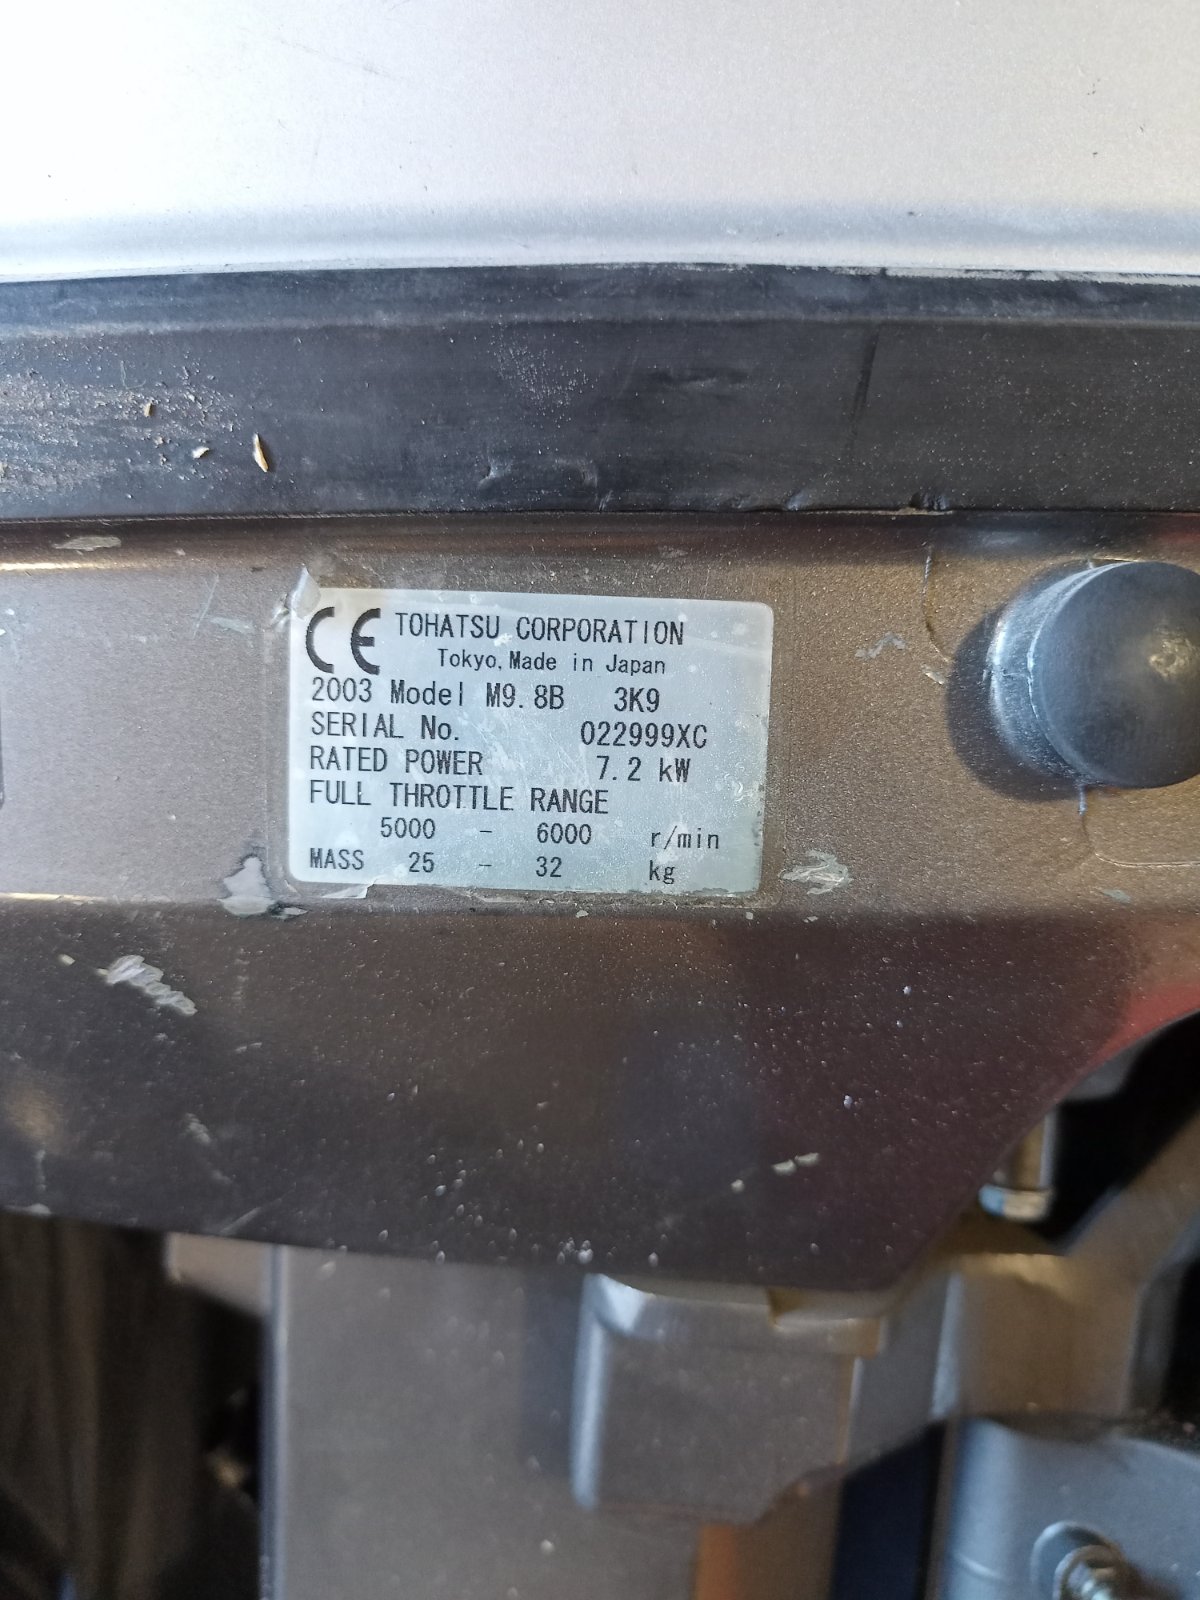 CE TOHATSU CORPORATION
Tokyo, Made in Japan
2003 Model M9.8B 3K9
SERIAL No. 022999XC
RATED POWER 7.2 kW
FULL THROTTLE RANGE
5000 - 6000 r/min
MASS 25 - 32 kg